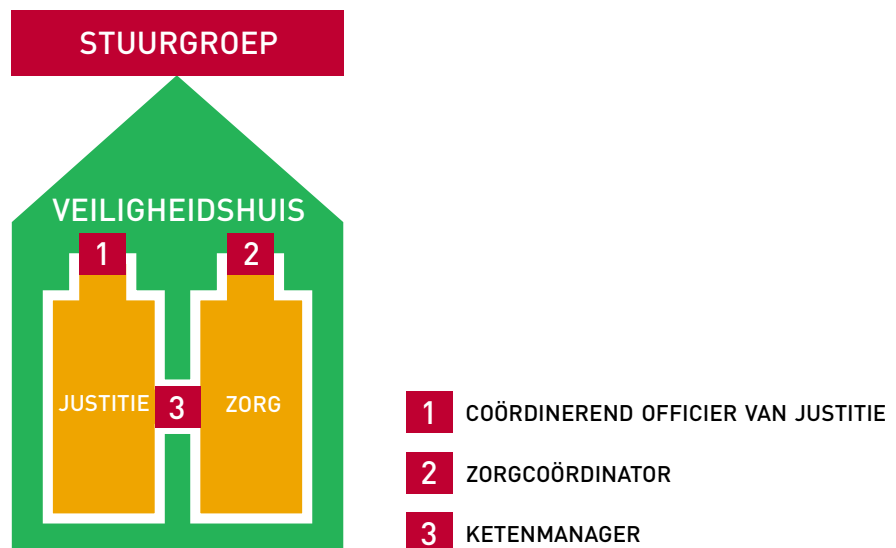 STUURGROEP
VEILIGHEIDSHUIS
1 2
JUSTITIE 3 ZORG
1 COÖRDINEREND OFFICIER VAN JUSTITIE
2 ZORGCOÖRDINATOR
3 KETENMANAGER